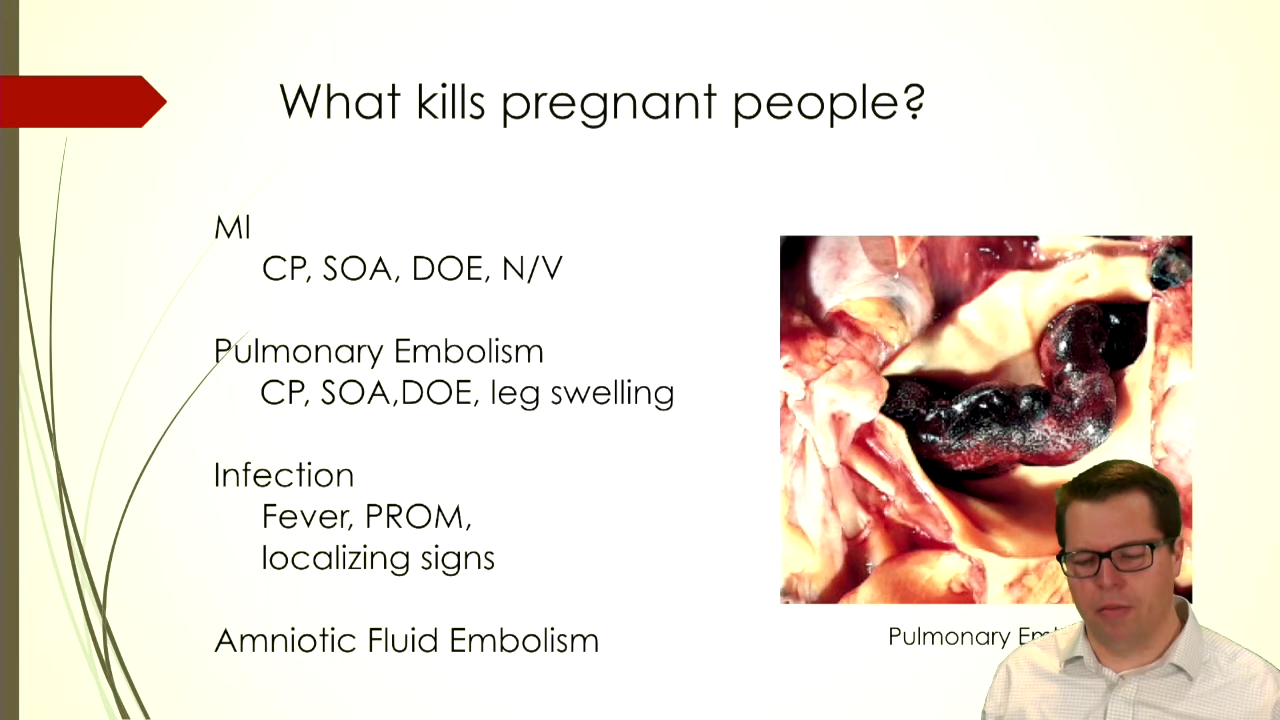 What kills pregnant people?
MI
CP, SOA, DOE, N/V
Pulmonary Embolism
CP, SOA,DOE, leg swelling
Infection
Fever, PROM,
localizing signs
Amniotic Fluid Embolism
Pulmonary